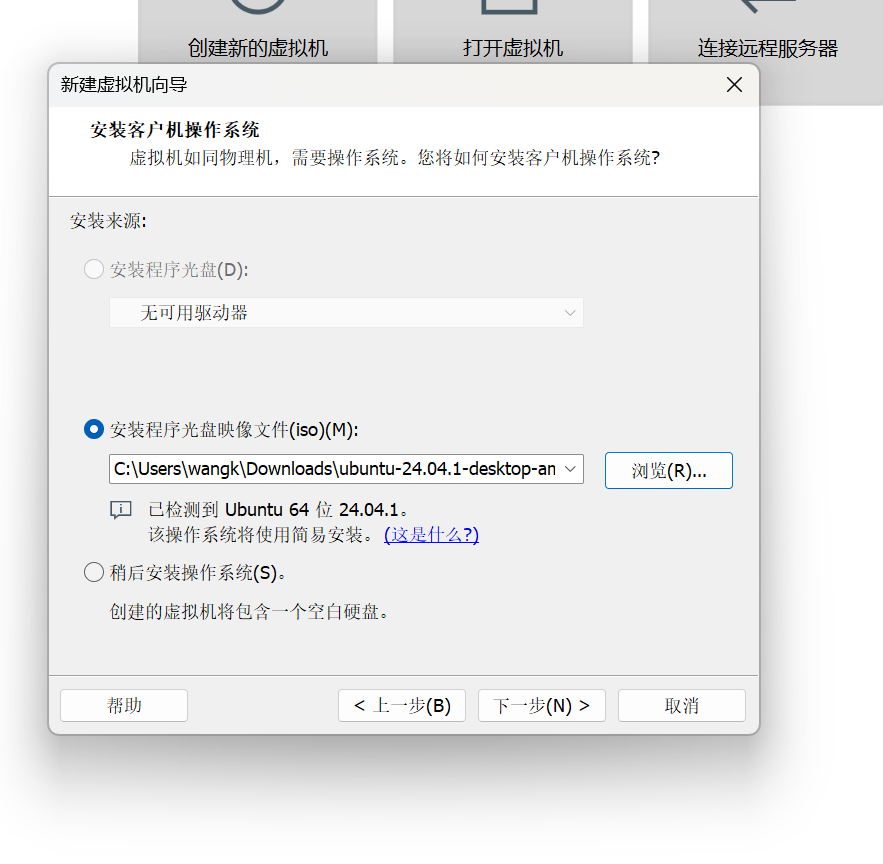 创建新的虚拟机
打开虚拟机
连接远程服务器
新建虚拟机向导
安装客户机操作系统
虚拟机如同物理机，需要操作系统。您将如何安装客户机操作系统?
安装来源:
安装程序光盘(D):
无可用驱动器
安装程序光盘映像文件(iso)(M):
C:\Users\wangk\Downloads\ubuntu-24.04.1-desktop-an
浏览(R)...
已检测到 Ubuntu 64 位 24.04.1。
该操作系统将使用简易安装。(这是什么?)
稍后安装操作系统(S)。
创建的虚拟机将包含一个空白硬盘。
帮助
< 上一步(B)
下一步(N) >
取消